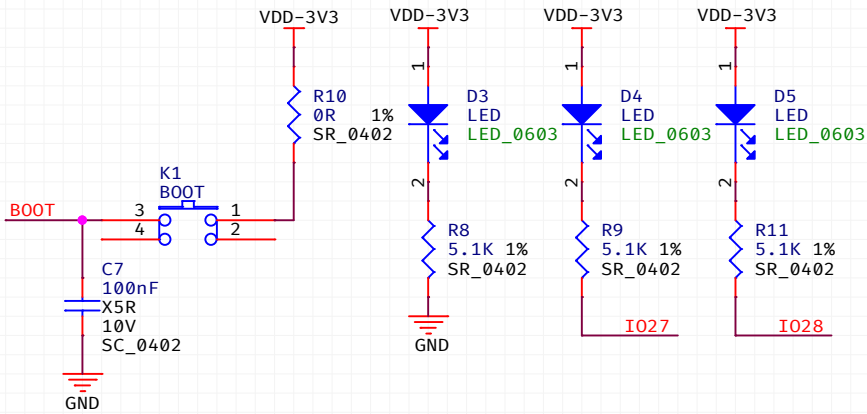 VDD-3V3
VDD-3V3
VDD-3V3
VDD-3V3
R10
0R 1%
SR_0402
1
D3
LED
LED_0603
2
1
D4
LED
LED_0603
2
1
D5
LED
LED_0603
2
K1
BOOT
BOOT
3
4
1
2
C7
100nF
X5R
10V
SC_0402
GND
R8
5.1K 1%
SR_0402
GND
R9
5.1K 1%
SR_0402
IO27
R11
5.1K 1%
SR_0402
IO28